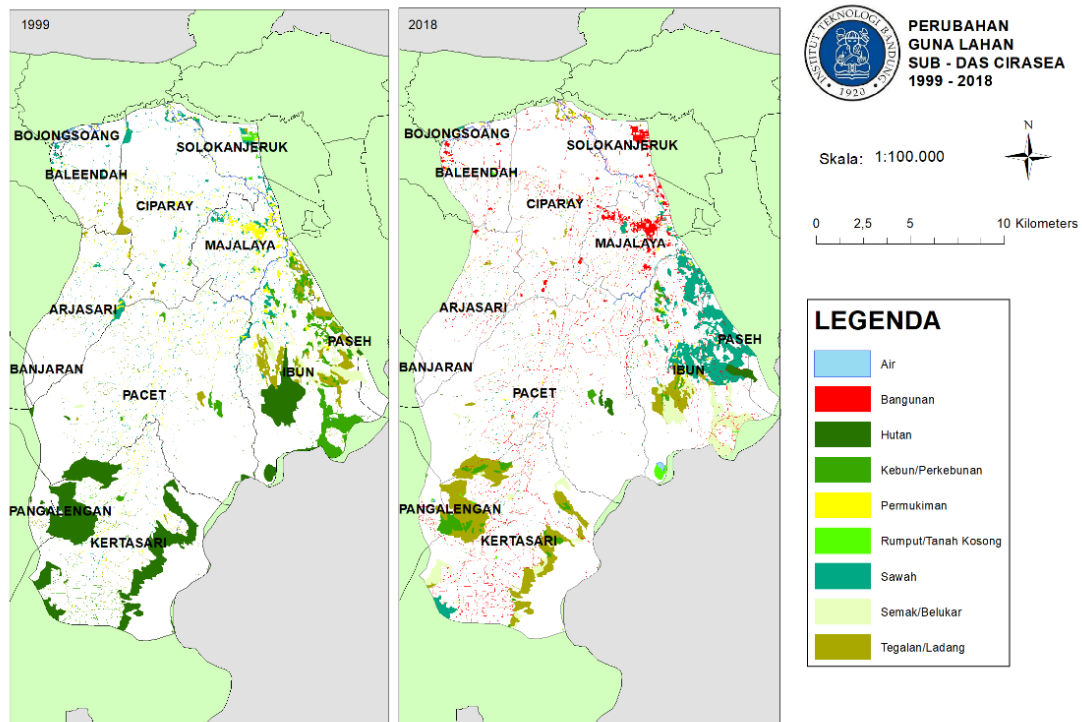 1999
BOJONGSOANG
SOLOKANJERUK
BALEENDAH
CIPARAY
MAJALAYA
ARJASARI
PASEH
BANJARAN
IBUN
PACET
PANGALENGAN
KERTASARI
2018
BOJONGSOANG
SOLOKANJERUK
BALEENDAH
CIPARAY
MAJALAYA
ARJASARI
PASEH
BANJARAN
IBUN
PACET
PANGALENGAN
KERTASARI
INSTITUT TEKNOLOGI BANDUNG
1920
PERUBAHAN
GUNA LAHAN
SUB - DAS CIRASEA
1999 - 2018
N
Skala: 1:100.000
0 2,5 5 10 Kilometers
LEGENDA
Air
Bangunan
Hutan
Kebun/Perkebunan
Permukiman
Rumput/Tanah Kosong
Sawah
Semak/Belukar
Tegalan/Ladang